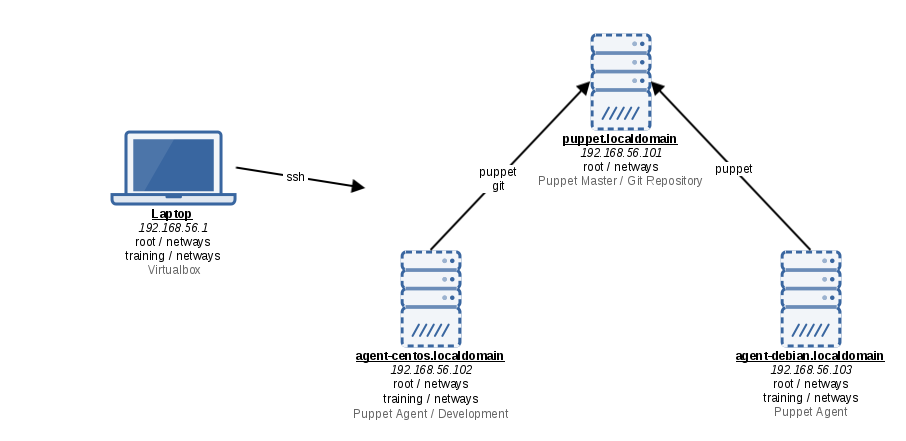 puppet.localdomain
192.168.56.101
root / netways
Puppet Master / Git Repository
puppet
git
puppet
ssh
Laptop
192.168.56.1
root / netways
training / netways
Virtualbox
agent-centos.localdomain
192.168.56.102
root / netways
training / netways
Puppet Agent / Development
agent-debian.localdomain
192.168.56.103
root / netways
training / netways
Puppet Agent